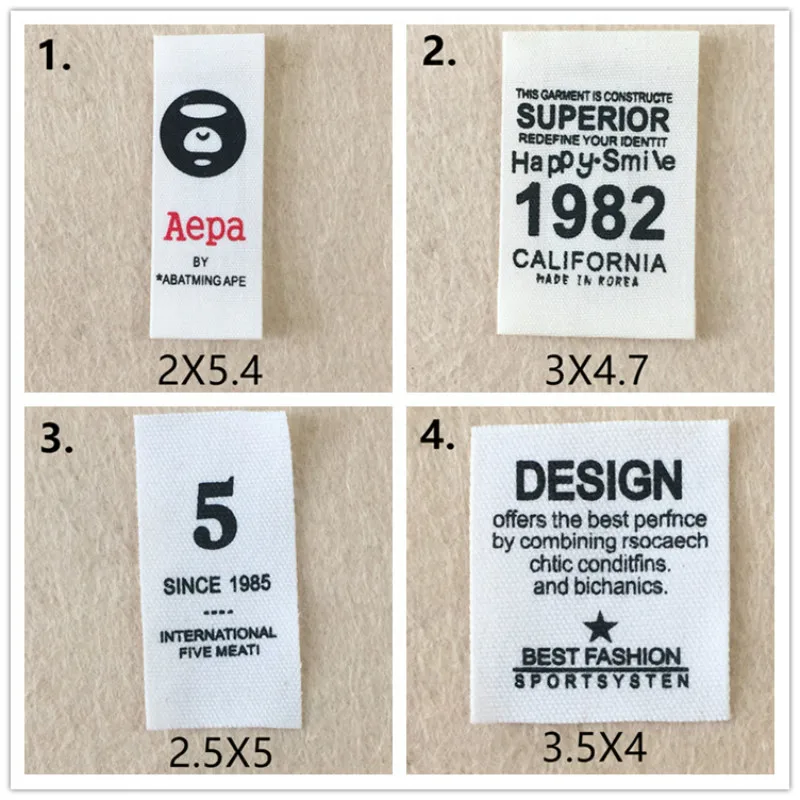 1.
Aepa
BY
*ABATMING APE
2X5.4
2.
THIS GARMENT IS CONSTRUCTE
SUPERIOR
REDEFINE YOUR IDENTIT
Happy·Smile
1982
CALIFORNIA
MADE IN KOREA
3X4.7
3.
5
SINCE 1985
----
INTERNATIONAL
FIVE MEATI
2.5X5
4.
DESIGN
offers the best perfnce
by combining rsocaech
chtic conditfins.
and bichanics.
★
BEST FASHION
SPORTSYSTEN
3.5X4